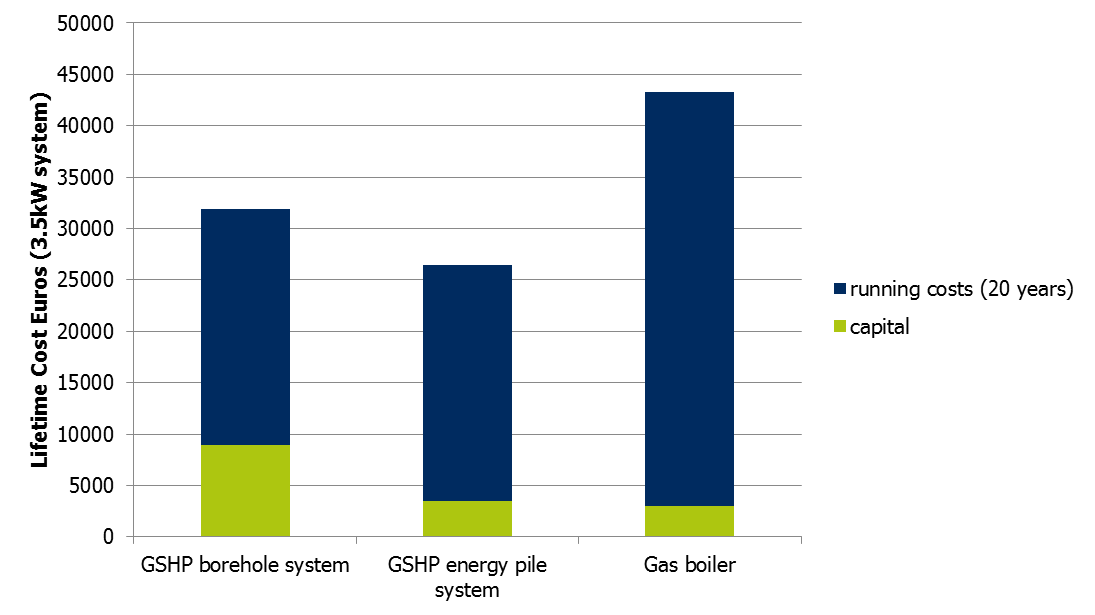 Lifetime Cost Euros (3.5kW system)
50000
45000
40000
35000
30000
25000
20000
15000
10000
5000
0
GSHP borehole system
GSHP energy pile
system
Gas boiler
running costs (20 years)
capital